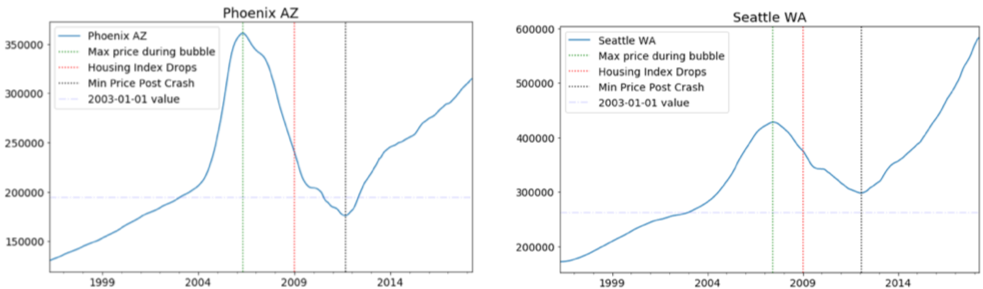 Phoenix AZ
350000
300000
250000
200000
150000
Phoenix AZ
Max price during bubble
Housing Index Drops
Min Price Post Crash
2003-01-01 value
1999 2004 2009 2014
Seattle WA
600000
500000
400000
300000
200000
Seattle WA
Max price during bubble
Housing Index Drops
Min Price Post Crash
2003-01-01 value
1999 2004 2009 2014